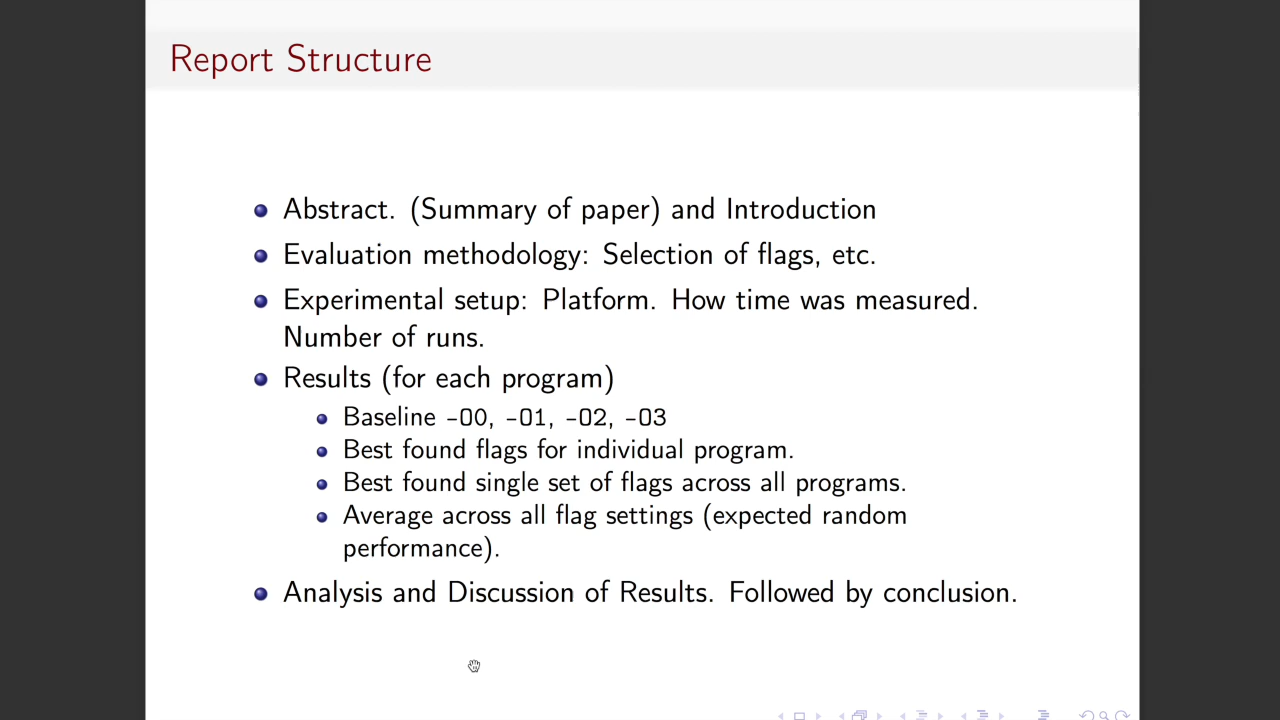 Report Structure
Abstract. (Summary of paper) and Introduction
Evaluation methodology: Selection of flags, etc.
Experimental setup: Platform. How time was measured.
Number of runs.
Results (for each program)
Baseline -O0, -O1, -O2, -O3
Best found flags for individual program.
Best found single set of flags across all programs.
Average across all flag settings (expected random
performance).
Analysis and Discussion of Results. Followed by conclusion.